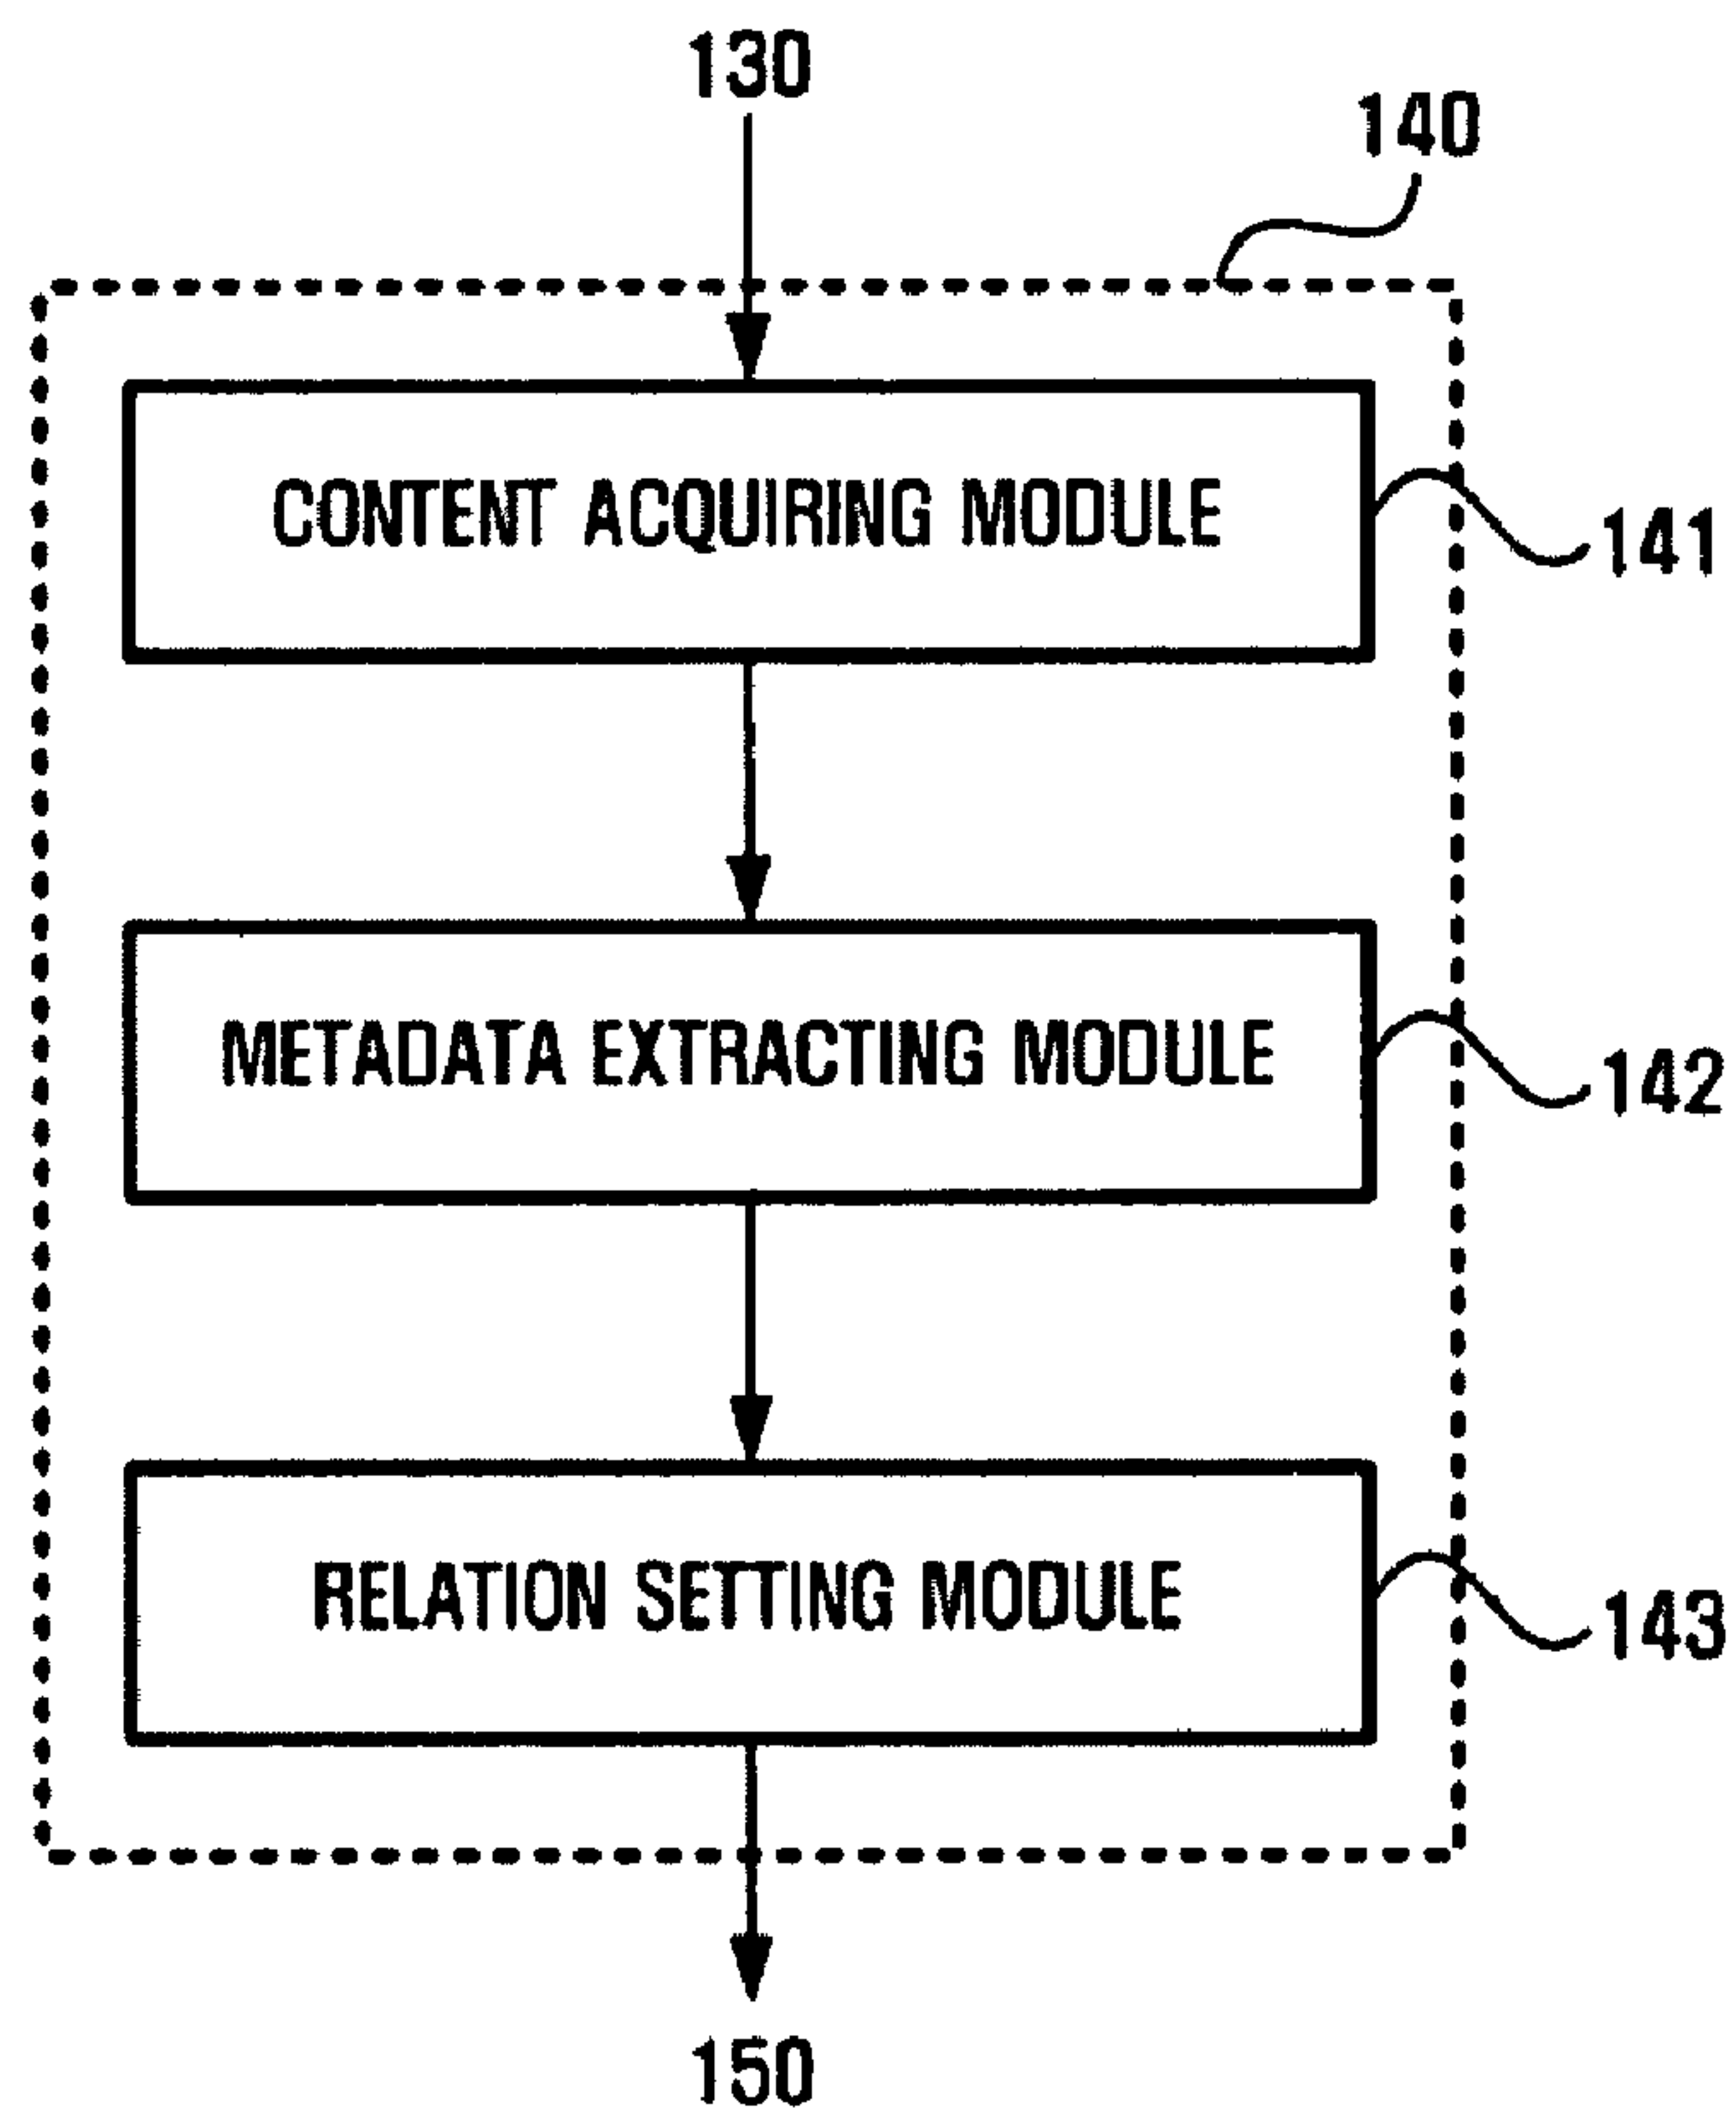 130
140
CONTENT ACQUIRING MODULE
141
METADATA EXTRACTING MODULE
142
RELATION SETTING MODULE
143
150